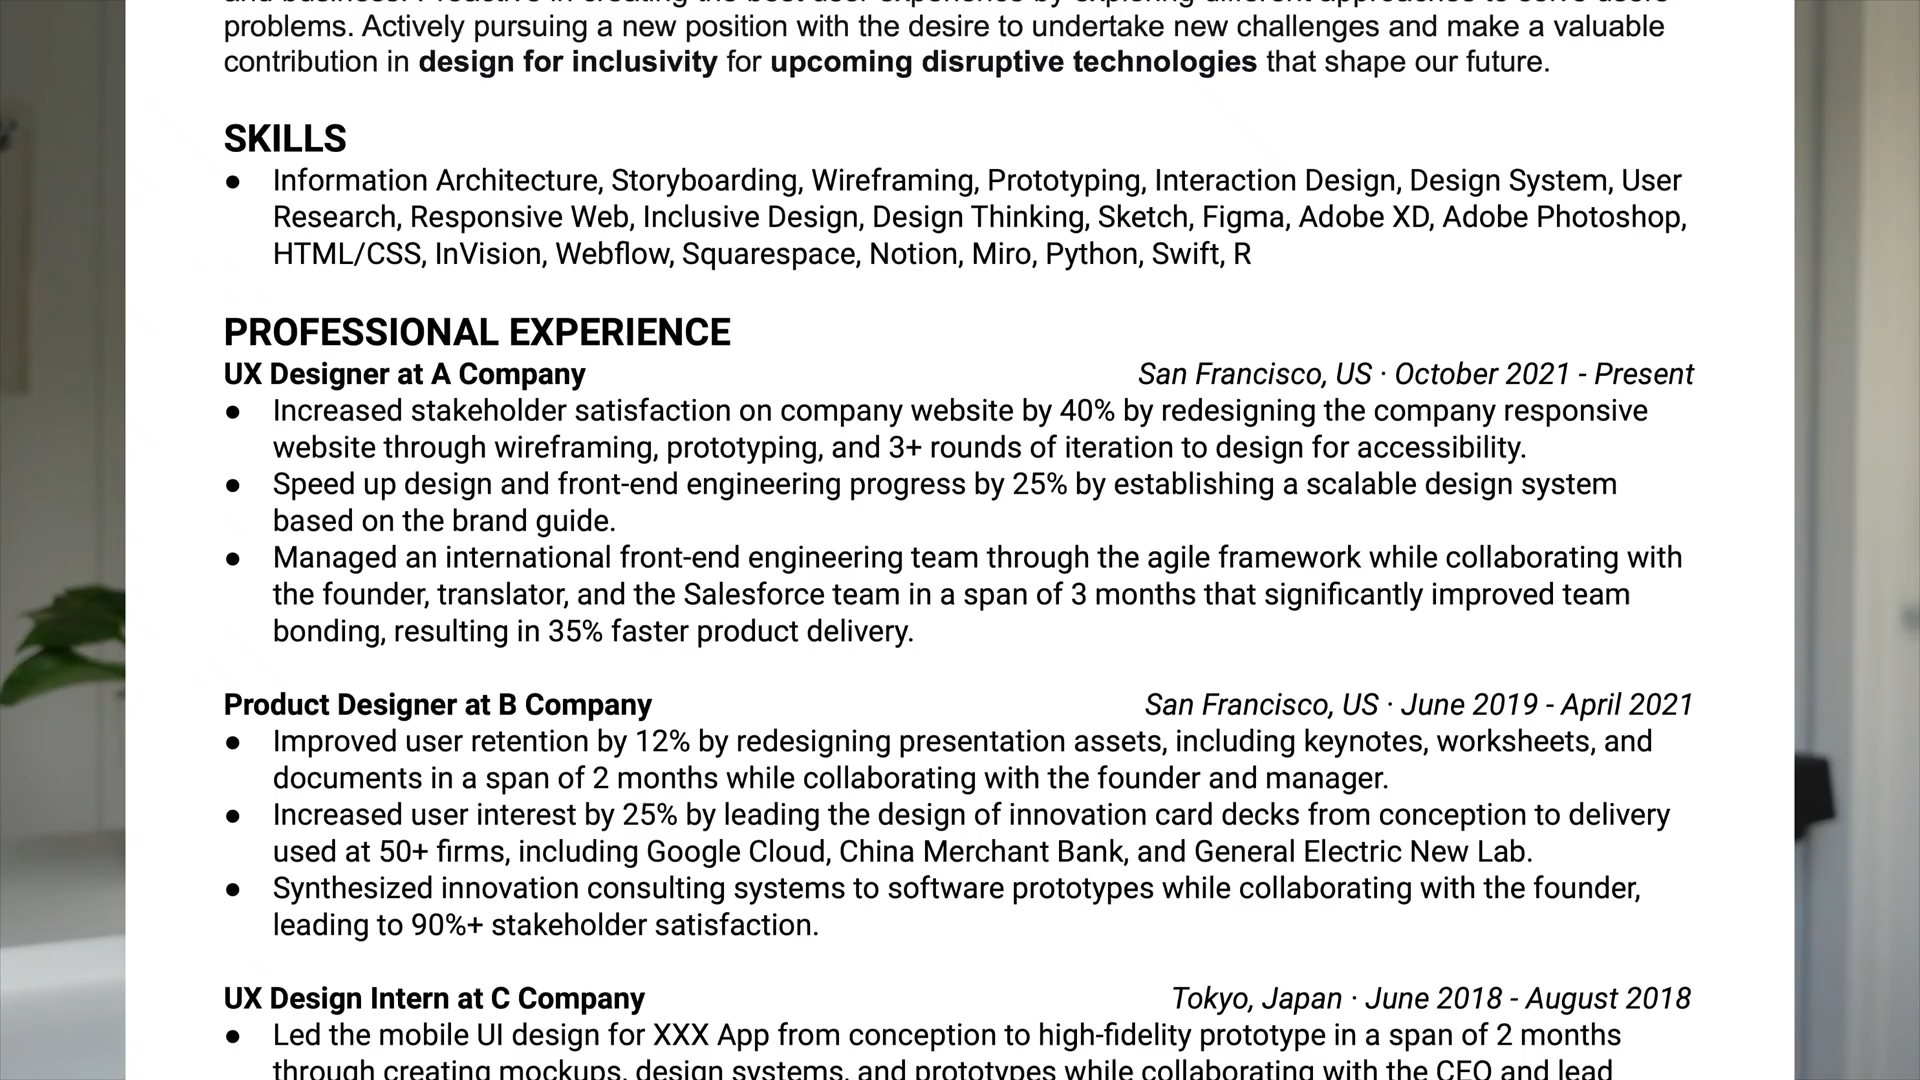 problems. Actively pursuing a new position with the desire to undertake new challenges and make a valuable
contribution in design for inclusivity for upcoming disruptive technologies that shape our future.
SKILLS
● Information Architecture, Storyboarding, Wireframing, Prototyping, Interaction Design, Design System, User
Research, Responsive Web, Inclusive Design, Design Thinking, Sketch, Figma, Adobe XD, Adobe Photoshop,
HTML/CSS, InVision, Webflow, Squarespace, Notion, Miro, Python, Swift, R
PROFESSIONAL EXPERIENCE
UX Designer at A Company San Francisco, US · October 2021 - Present
● Increased stakeholder satisfaction on company website by 40% by redesigning the company responsive
website through wireframing, prototyping, and 3+ rounds of iteration to design for accessibility.
● Speed up design and front-end engineering progress by 25% by establishing a scalable design system
based on the brand guide.
● Managed an international front-end engineering team through the agile framework while collaborating with
the founder, translator, and the Salesforce team in a span of 3 months that significantly improved team
bonding, resulting in 35% faster product delivery.
Product Designer at B Company San Francisco, US · June 2019 - April 2021
● Improved user retention by 12% by redesigning presentation assets, including keynotes, worksheets, and
documents in a span of 2 months while collaborating with the founder and manager.
● Increased user interest by 25% by leading the design of innovation card decks from conception to delivery
used at 50+ firms, including Google Cloud, China Merchant Bank, and General Electric New Lab.
● Synthesized innovation consulting systems to software prototypes while collaborating with the founder,
leading to 90%+ stakeholder satisfaction.
UX Design Intern at C Company Tokyo, Japan · June 2018 - August 2018
● Led the mobile UI design for XXX App from conception to high-fidelity prototype in a span of 2 months
through creating mockups, design systems, and prototypes while collaborating with the CEO and lead